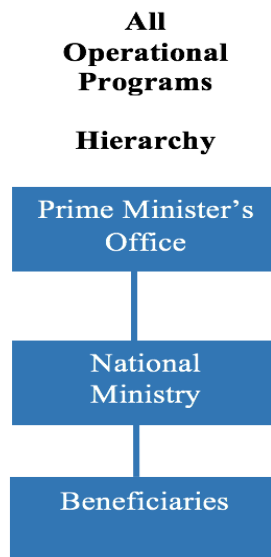 All
Operational
Programs
Hierarchy
Prime Minister’s
Office
National
Ministry
Beneficiaries